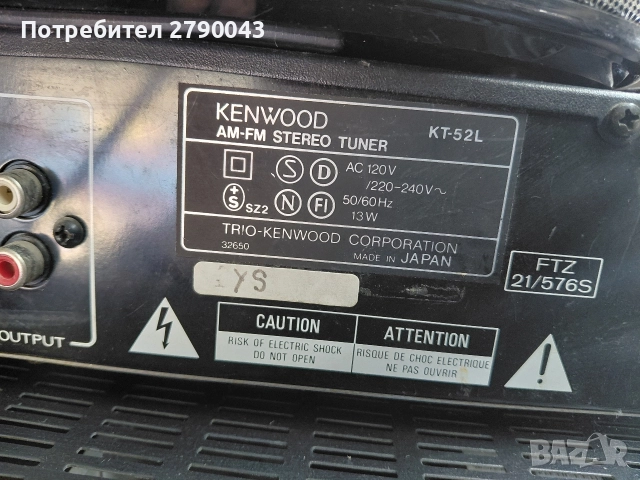 Потребител 2790043
KENWOOD
AM-FM STEREO TUNER
KT-52L
S D
AC 120V
/220-240V~
S SZ2 N FI
50/60Hz
13W
TRIO-KENWOOD CORPORATION
32650
MADE IN JAPAN
YS
FTZ
21/576S
OUTPUT
CAUTION
RISK OF ELECTRIC SHOCK
DO NOT OPEN
ATTENTION
RISQUE DE CHOC ELECTRIQUE
NE PAS OUVRIR
BAZAR